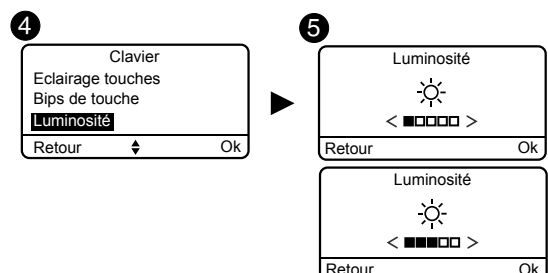 4
Clavier
Eclairage touches
Bips de touche
Luminosité
Retour Ok
5
Luminosité
< >
Retour Ok
Luminosité
< >
Retour Ok